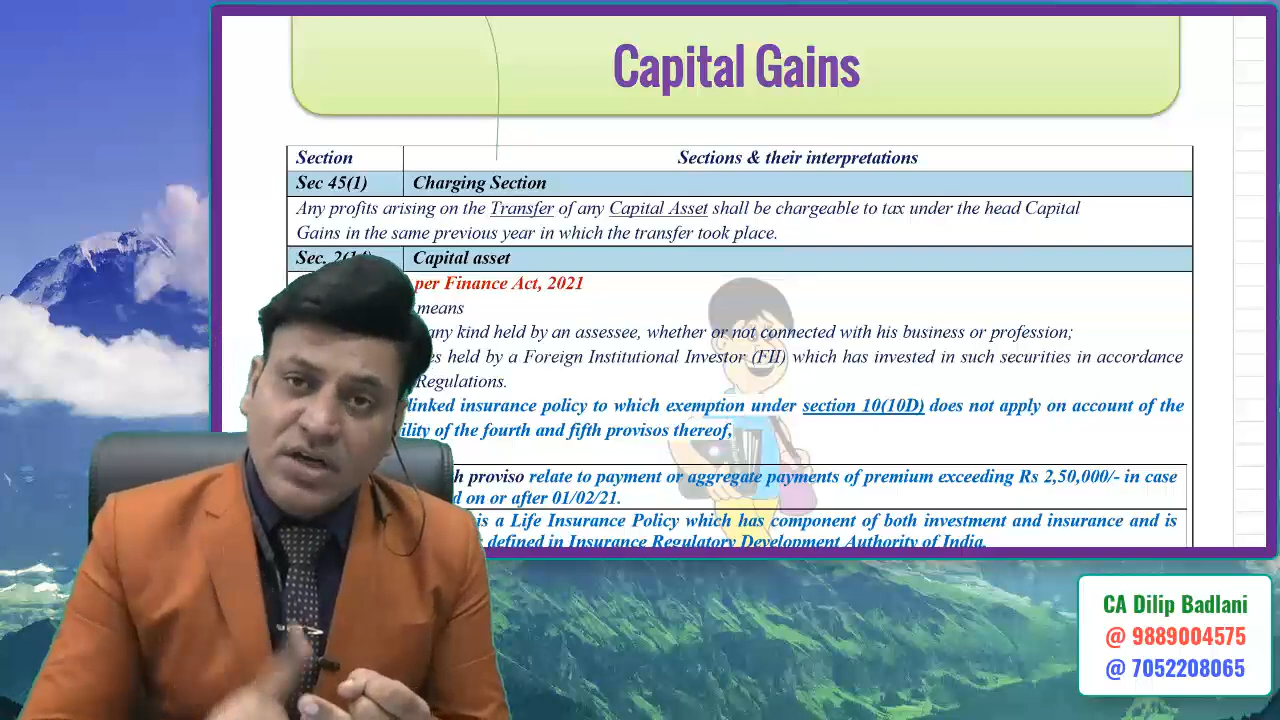 Capital Gains
Section
Sections & their interpretations
Sec 45(1)
Charging Section
Any profits arising on the Transfer of any Capital Asset shall be chargeable to tax under the head Capital
Gains in the same previous year in which the transfer took place.
Sec.
Capital asset
per Finance Act, 2021
means
any kind held by an assessee, whether or not connected with his business or profession;
held by a Foreign Institutional Investor (FII) which has invested in such securities in accordance
Regulations.
linked insurance policy to which exemption under section 10(10D) does not apply on account of the
of the fourth and fifth provisos thereof,
proviso relate to payment or aggregate payments of premium exceeding Rs 2,50,000/- in case
on or after 01/02/21.
is a Life Insurance Policy which has component of both investment and insurance and is
defined in Insurance Regulatory Development Authority of India.
CA Dilip Badlani
@ 9889004575
@ 7052208065